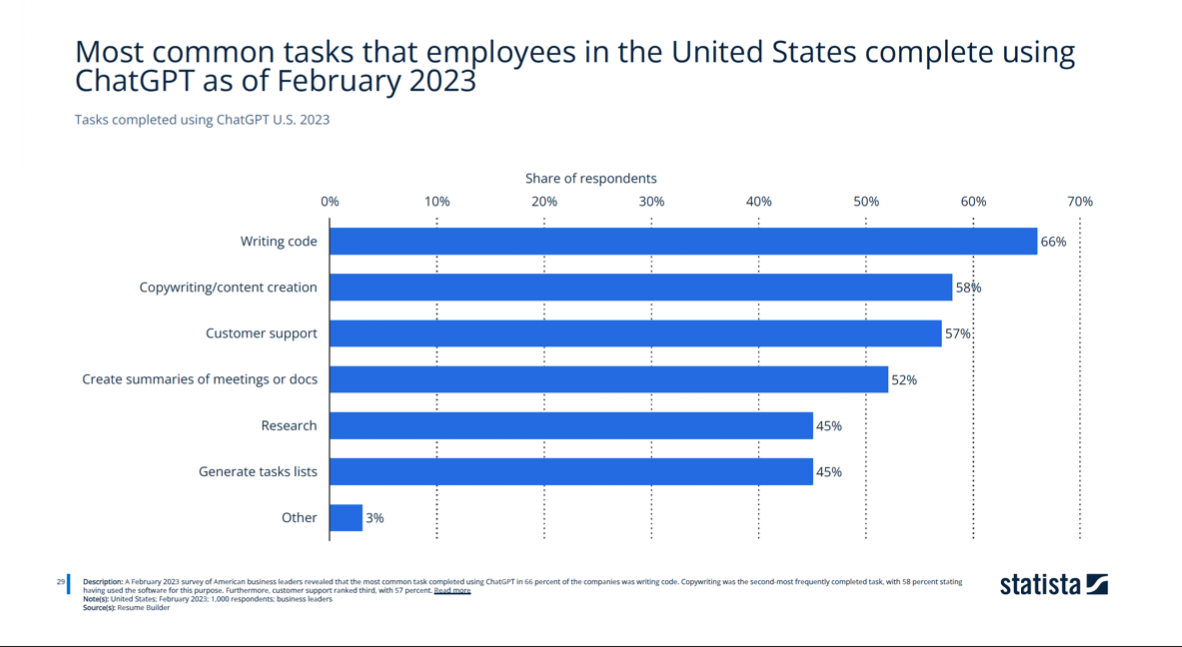 Most common tasks that employees in the United States complete using
ChatGPT as of February 2023
Tasks completed using ChatGPT U.S. 2023
Share of respondents
0% 10% 20% 30% 40% 50% 60% 70%
Writing code 66%
Copywriting/content creation 58%
Customer support 57%
Create summaries of meetings or docs 52%
Research 45%
Generate tasks lists 45%
Other 3%
29 Description: A February 2023 survey of American business leaders revealed that the most common task completed using ChatGPT in 66 percent of the companies was writing code. Copywriting was the second-most frequently completed task, with 58 percent stating
having used the software for this purpose. Furthermore, customer support ranked third, with 57 percent. Read more
Note(s): United States; February 2023; 1,000 respondents; business leaders
Source(s): Resume Builder
statista